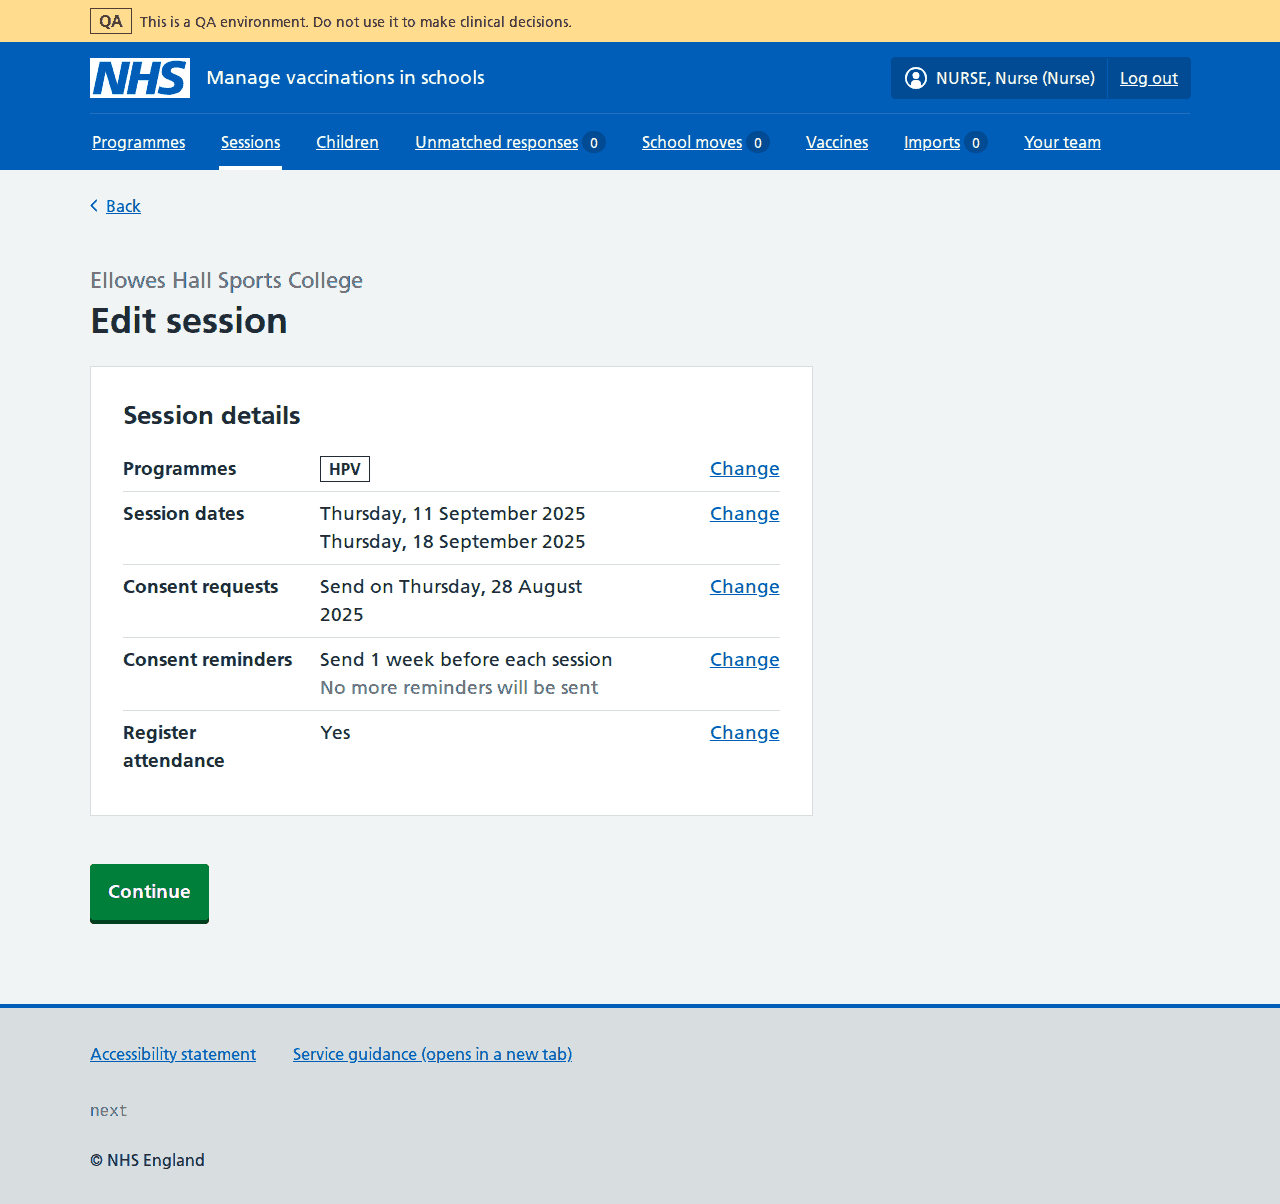 QA This is a QA environment. Do not use it to make clinical decisions.
NHS Manage vaccinations in schools NURSE, Nurse (Nurse) Log out
Programmes Sessions Children Unmatched responses 0 School moves 0 Vaccines Imports 0 Your team
Back
Ellowes Hall Sports College
Edit session
Session details
Programmes HPV Change
Session dates Thursday, 11 September 2025 Change
Thursday, 18 September 2025
Consent requests Send on Thursday, 28 August Change
2025
Consent reminders Send 1 week before each session Change
No more reminders will be sent
Register Yes Change
attendance
Continue
Accessibility statement Service guidance (opens in a new tab)
next
© NHS England